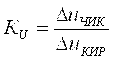 K_U = Δu_ЧИК / Δu_КИР